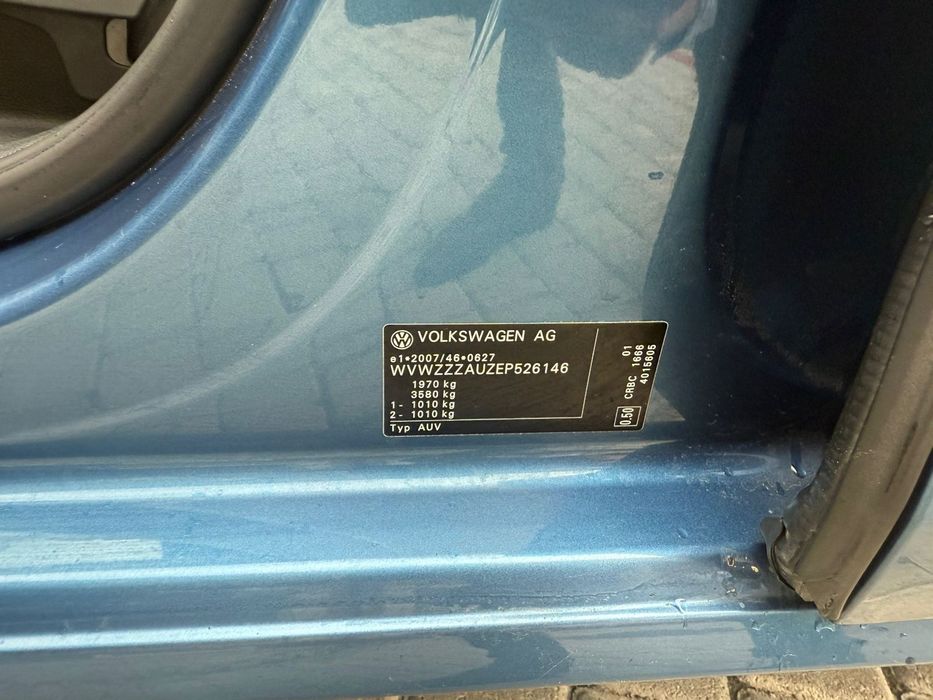 VOLKSWAGEN AG
e1*2007/46*0627
WVWZZZAUZEP526146
1970 kg
3580 kg
1- 1010 kg
2- 1010 kg
Typ AUV
01
CRBC 1666
4015605
0.50